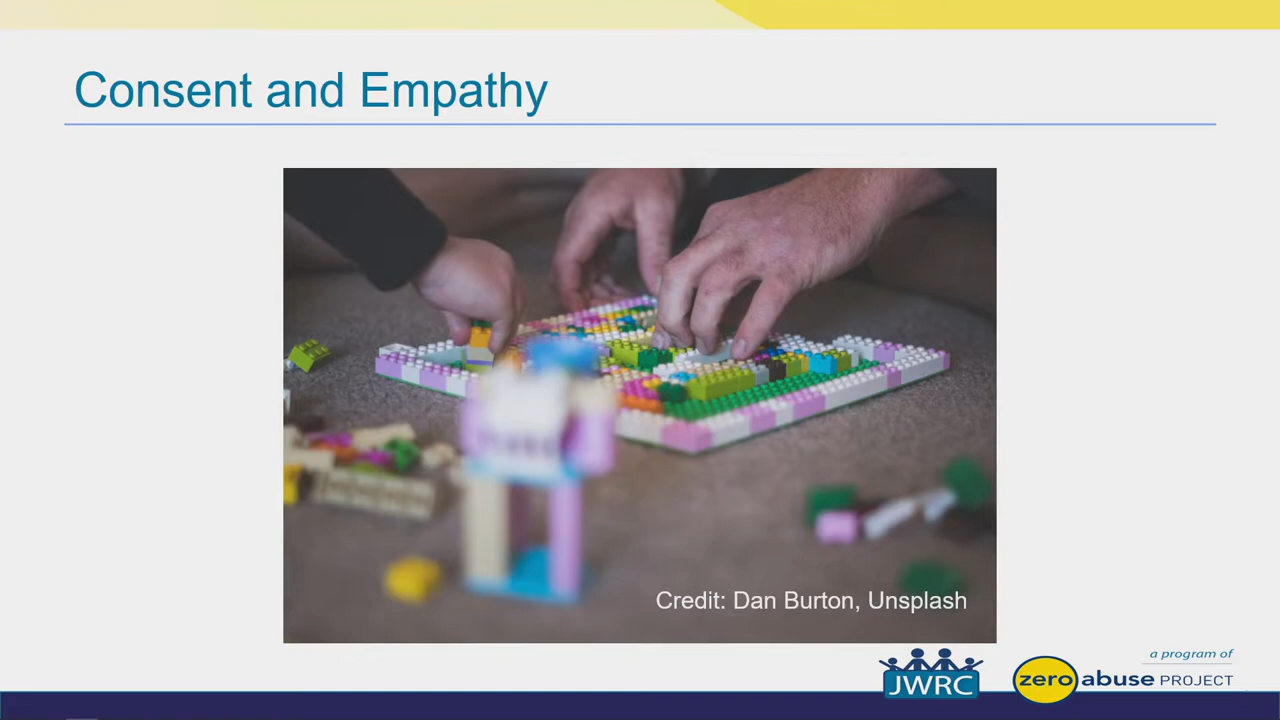 Consent and Empathy
Credit: Dan Burton, Unsplash
JWRC
a program of
zero abuse PROJECT